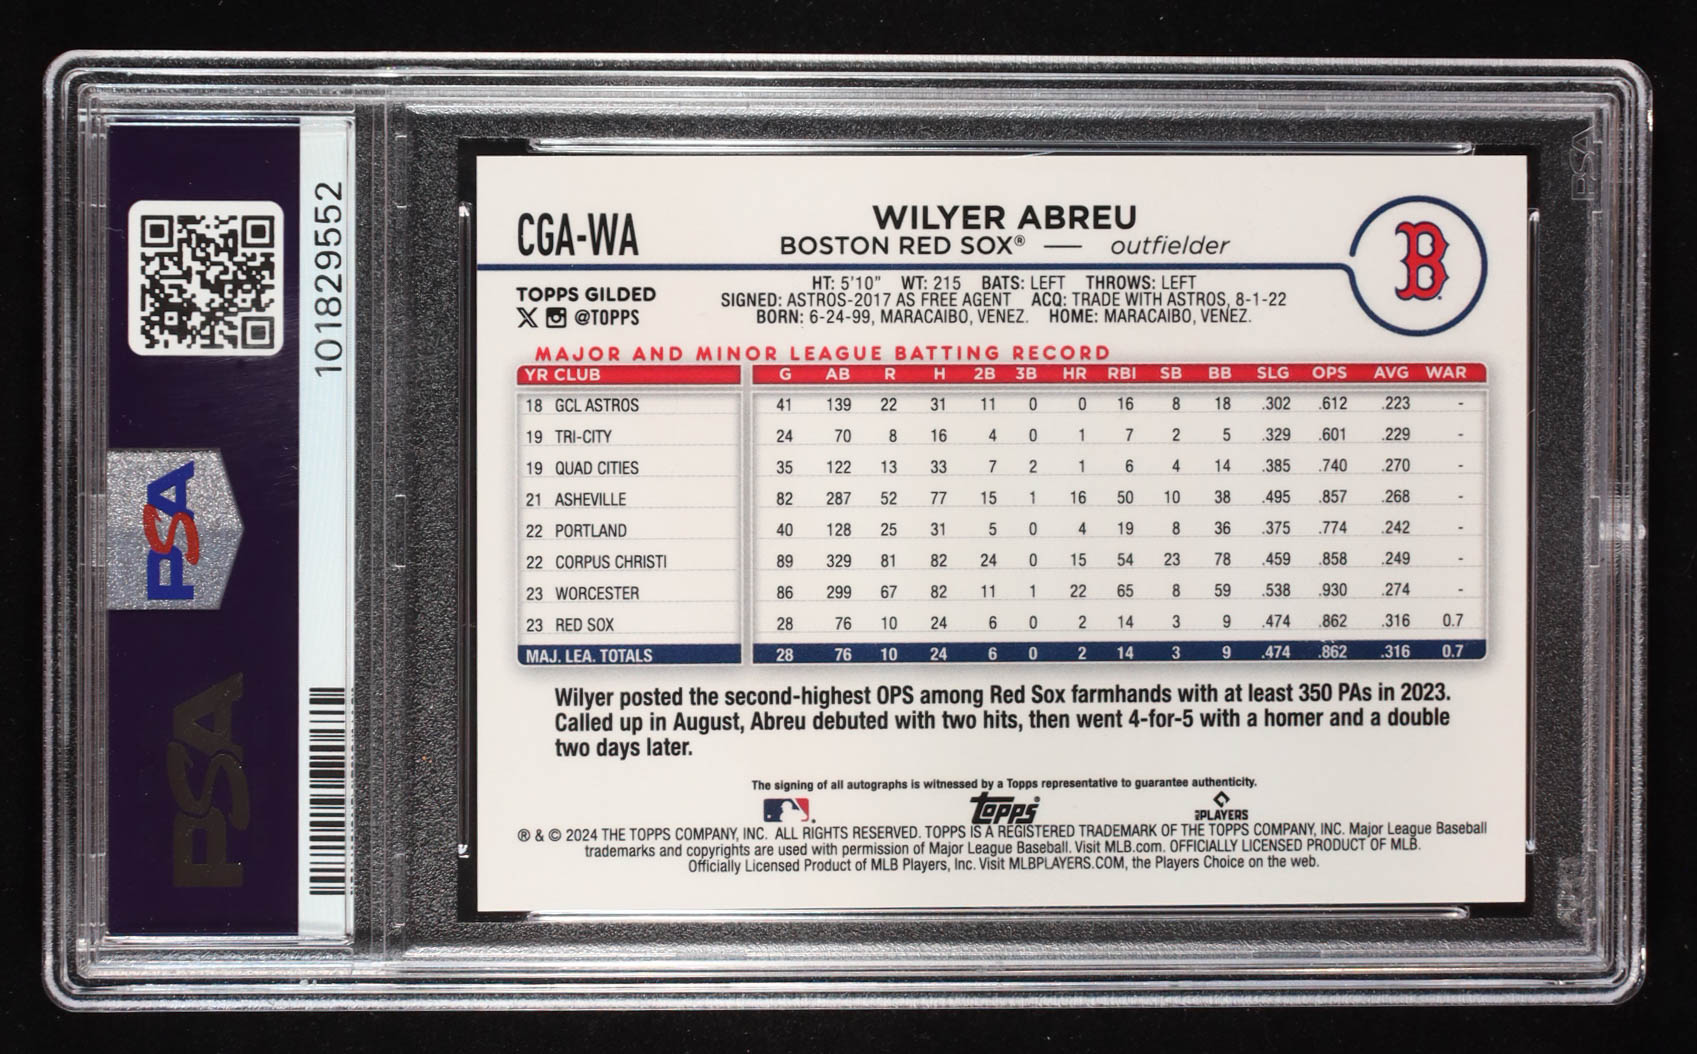 101829552
PSA
PSA
CGA-WA
WILYER ABREU
BOSTON RED SOX® — outfielder
B
TOPPS GILDED
@TOPPS
HT: 5'10" WT: 215 BATS: LEFT THROWS: LEFT
SIGNED: ASTROS-2017 AS FREE AGENT ACQ: TRADE WITH ASTROS, 8-1-22
BORN: 6-24-99, MARACAIBO, VENEZ. HOME: MARACAIBO, VENEZ.
MAJOR AND MINOR LEAGUE BATTING RECORD
YR CLUB G AB R H 2B 3B HR RBI SB BB SLG OPS AVG WAR
18 GCL ASTROS 41 139 22 31 11 0 0 16 8 18 .302 .612 .223 -
19 TRI-CITY 24 70 8 16 4 0 1 7 2 5 .329 .601 .229 -
19 QUAD CITIES 35 122 13 33 7 2 1 6 4 14 .385 .740 .270 -
21 ASHEVILLE 82 287 52 77 15 1 16 50 10 38 .495 .857 .268 -
22 PORTLAND 40 128 25 31 5 0 4 19 8 36 .375 .774 .242 -
22 CORPUS CHRISTI 89 329 81 82 24 0 15 54 23 78 .459 .858 .249 -
23 WORCESTER 86 299 67 82 11 1 22 65 8 59 .538 .930 .274 -
23 RED SOX 28 76 10 24 6 0 2 14 3 9 .474 .862 .316 0.7
MAJ. LEA. TOTALS 28 76 10 24 6 0 2 14 3 9 .474 .862 .316 0.7
Wilyer posted the second-highest OPS among Red Sox farmhands with at least 350 PAs in 2023.
Called up in August, Abreu debuted with two hits, then went 4-for-5 with a homer and a double
two days later.
The signing of all autographs is witnessed by a Topps representative to guarantee authenticity.
topps
PLAYERS
® & © 2024 THE TOPPS COMPANY, INC. ALL RIGHTS RESERVED. TOPPS IS A REGISTERED TRADEMARK OF THE TOPPS COMPANY, INC. Major League Baseball
trademarks and copyrights are used with permission of Major League Baseball. Visit MLB.com. OFFICIALLY LICENSED PRODUCT OF MLB.
Officially Licensed Product of MLB Players, Inc. Visit MLBPLAYERS.COM, the Players Choice on the web.
PSA